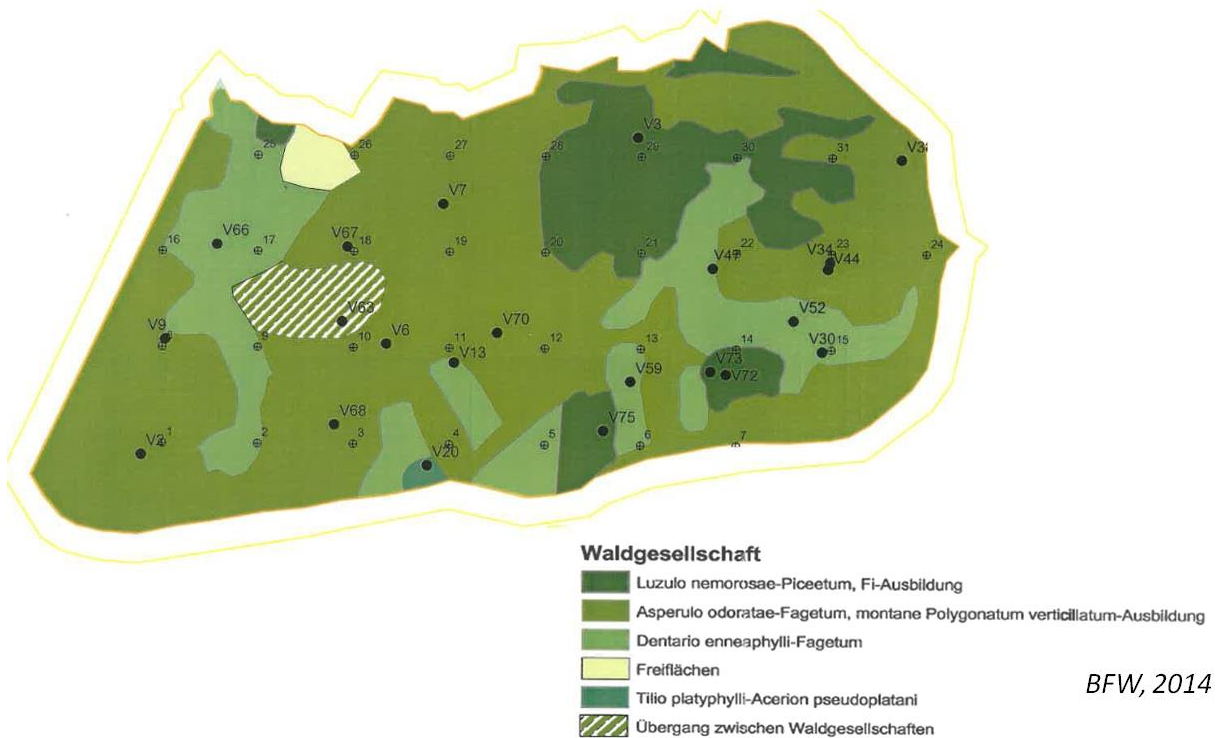 V3
25
26
27
28
29
30
31
V38
V7
V66
V67
16
17
18
19
20
21
22
V34
23
24
V47
V44
V63
V52
V9
9
10
V6
11
V70
12
13
14
V30
15
V13
V59
V73
V72
V68
V75
V2
1
2
3
4
5
6
7
V20
Waldgesellschaft
Luzulo nemorosae-Piceetum, Fi-Ausbildung
Asperulo odoratae-Fagetum, montane Polygonatum verticillatum-Ausbildung
Dentario enneaphylli-Fagetum
Freiflächen
Tilio platyphylli-Acerion pseudoplatani
Übergang zwischen Waldgesellschaften
BFW, 2014